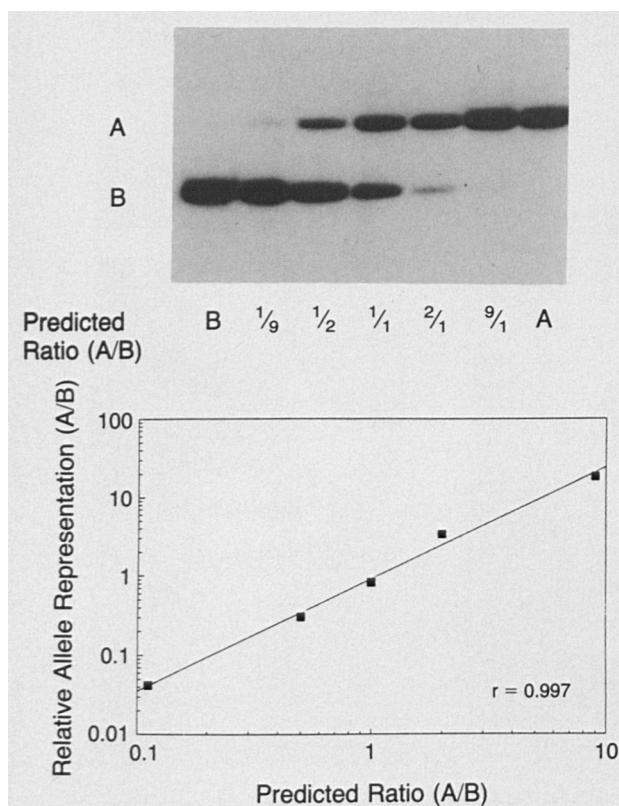 A
B
Predicted Ratio (A/B)
B 1/9 1/2 1/1 2/1 9/1 A
Relative Allele Representation (A/B)
100
10
1
0.1
0.01
r = 0.997
0.1 1 10
Predicted Ratio (A/B)